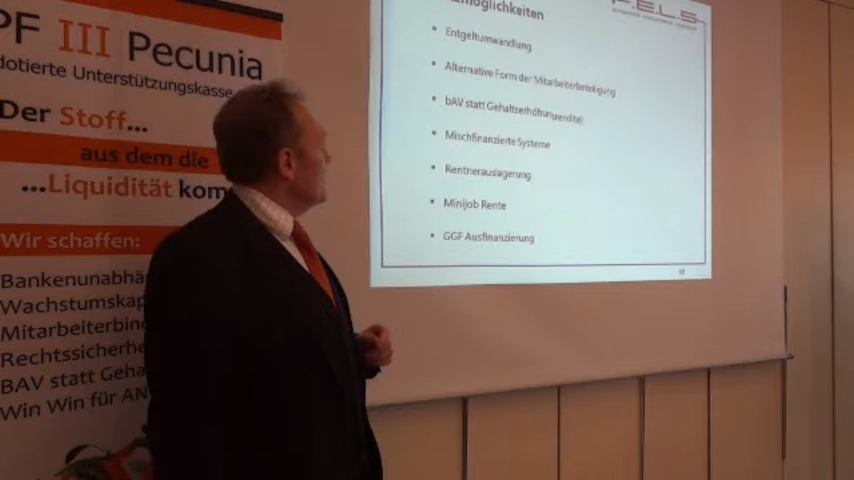 PF III Pecunia
dotierte Unterstützungskasse
Der Stoff...
aus dem die
...Liquidität kom
Wir schaffen:
Bankenunabhä
Wachstumskap
Mitarbeiterbin
Rechtssicherhe
BAV statt Geha
Win Win für AN
zmöglichkeiten
F.E.L.S
▪ Entgeltumwandlung
▪ Alternative Form der Mitarbeiterbeteiligung
▪ bAV statt Gehaltserhöhung
▪ Mischfinanzierte Systeme
▪ Rentnerauslagerung
▪ Minijob Rente
▪ GGF Ausfinanzierung